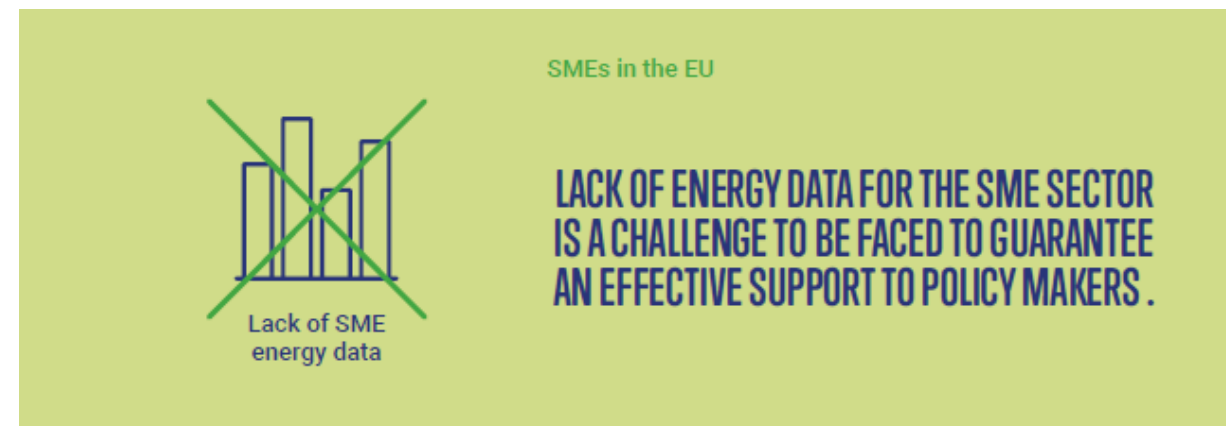 SMEs in the EU
LACK OF ENERGY DATA FOR THE SME SECTOR
IS A CHALLENGE TO BE FACED TO GUARANTEE
AN EFFECTIVE SUPPORT TO POLICY MAKERS .
Lack of SME
energy data